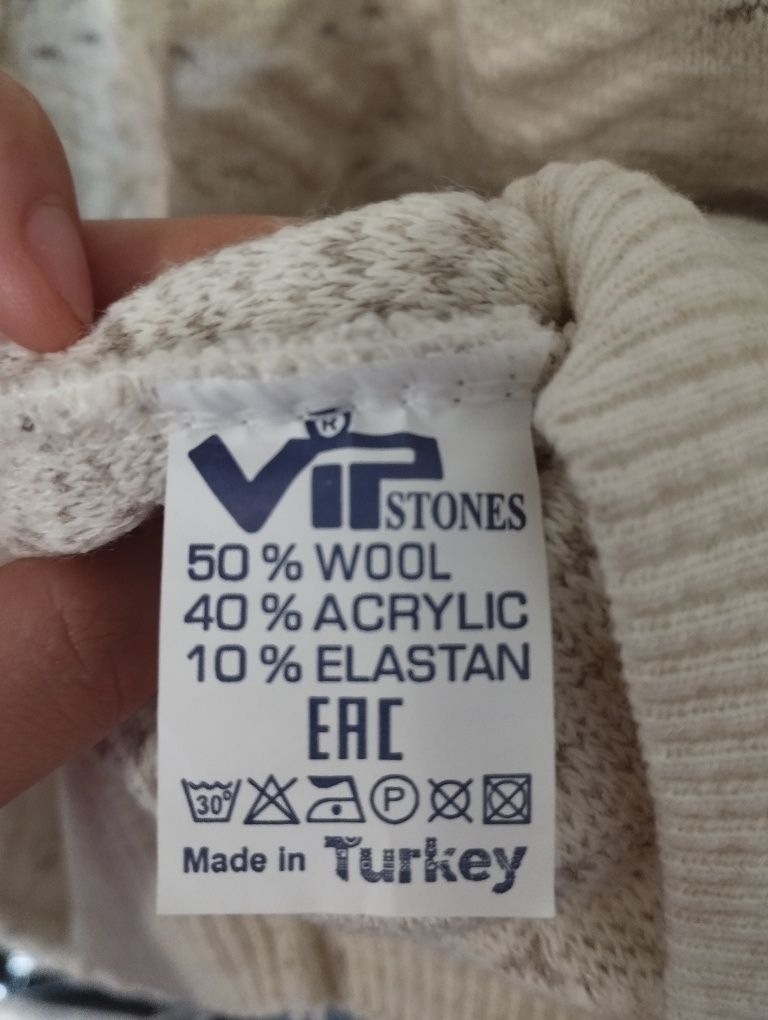 VIP STONES
50 % WOOL
40 % ACRYLIC
10 % ELASTAN
EAC
30° P
Made in Turkey